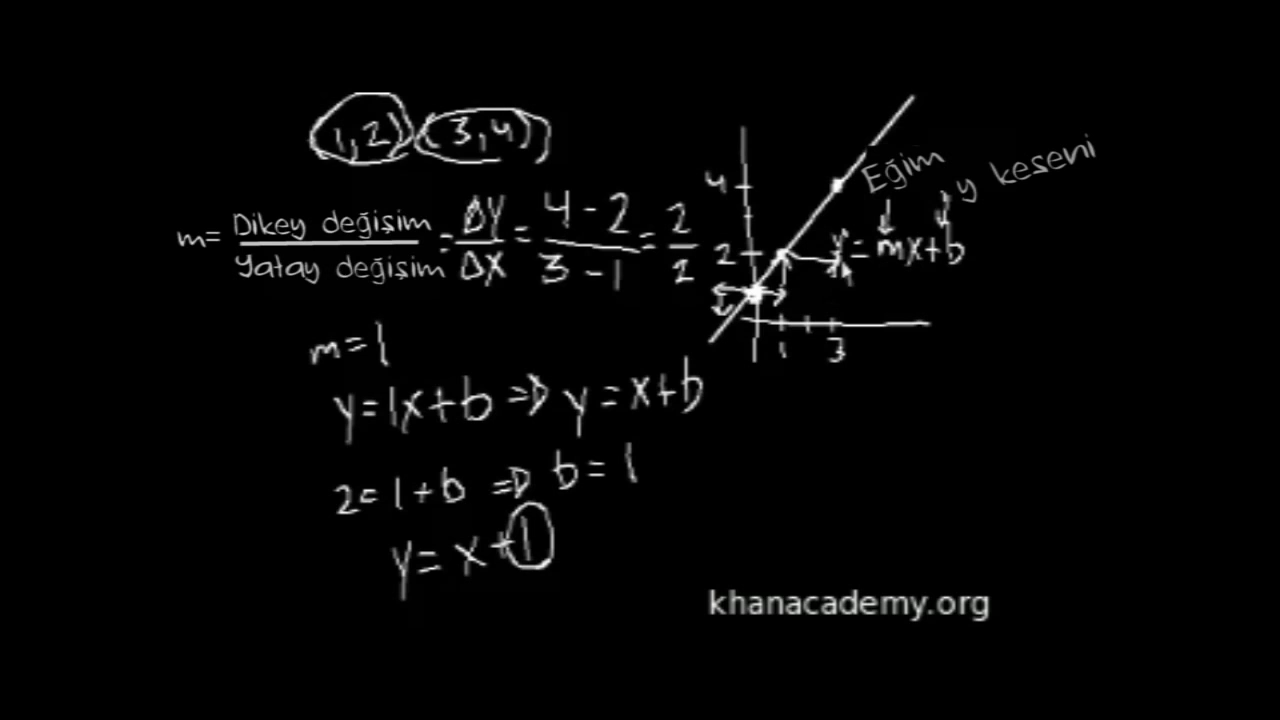 (1,2) (3,4)
m= Dikey değişim / Yatay değişim = ΔY/ΔX = 4-2 / 3-1 = 2/2
m=1
y=1x+b ⇒ y=x+b
2=1+b ⇒ b=1
y=x+1
Eğim
y keseni
y=mx+b
4
2
1 3
khanacademy.org